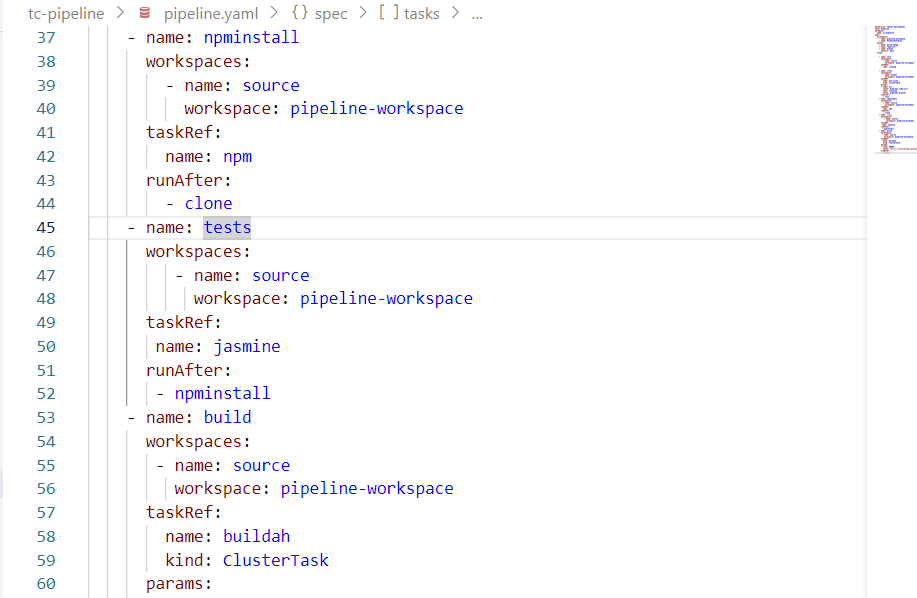 tc-pipeline > pipeline.yaml > {} spec > [ ] tasks > ...
37 - name: npminstall
38 workspaces:
39 - name: source
40 workspace: pipeline-workspace
41 taskRef:
42 name: npm
43 runAfter:
44 - clone
45 - name: tests
46 workspaces:
47 - name: source
48 workspace: pipeline-workspace
49 taskRef:
50 name: jasmine
51 runAfter:
52 - npminstall
53 - name: build
54 workspaces:
55 - name: source
56 workspace: pipeline-workspace
57 taskRef:
58 name: buildah
59 kind: ClusterTask
60 params: